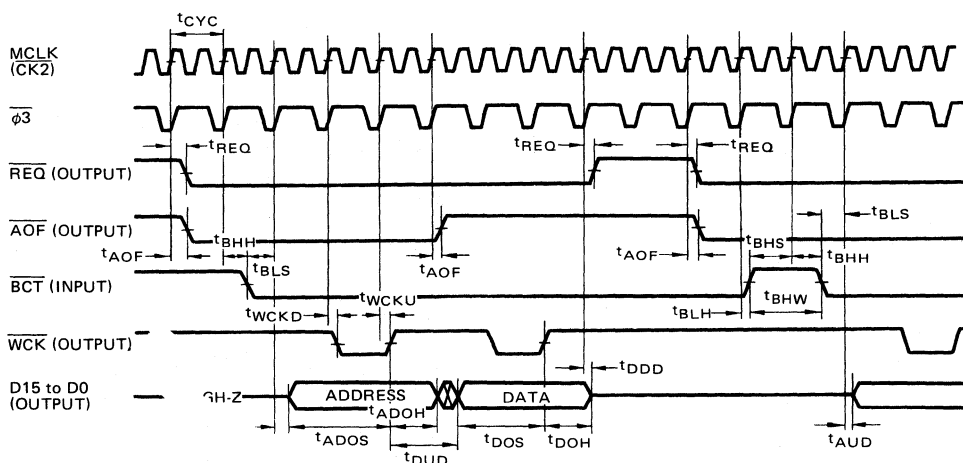 tCYC
MCLK
(CK2)
φ3
tREQ
tREQ
tREQ
REQ (OUTPUT)
AOF (OUTPUT)
tBHH
tBLS
tBHS
tAOF
tBLS
tAOF
tAOF
tBHH
BCT (INPUT)
tWCKU
tBHW
tWCKD
tBLH
WCK (OUTPUT)
tDDD
D15 to D0
(OUTPUT)
GH-Z
ADDRESS
DATA
tADOH
tADOS
tDOS
tDOH
tAUD
tDUD